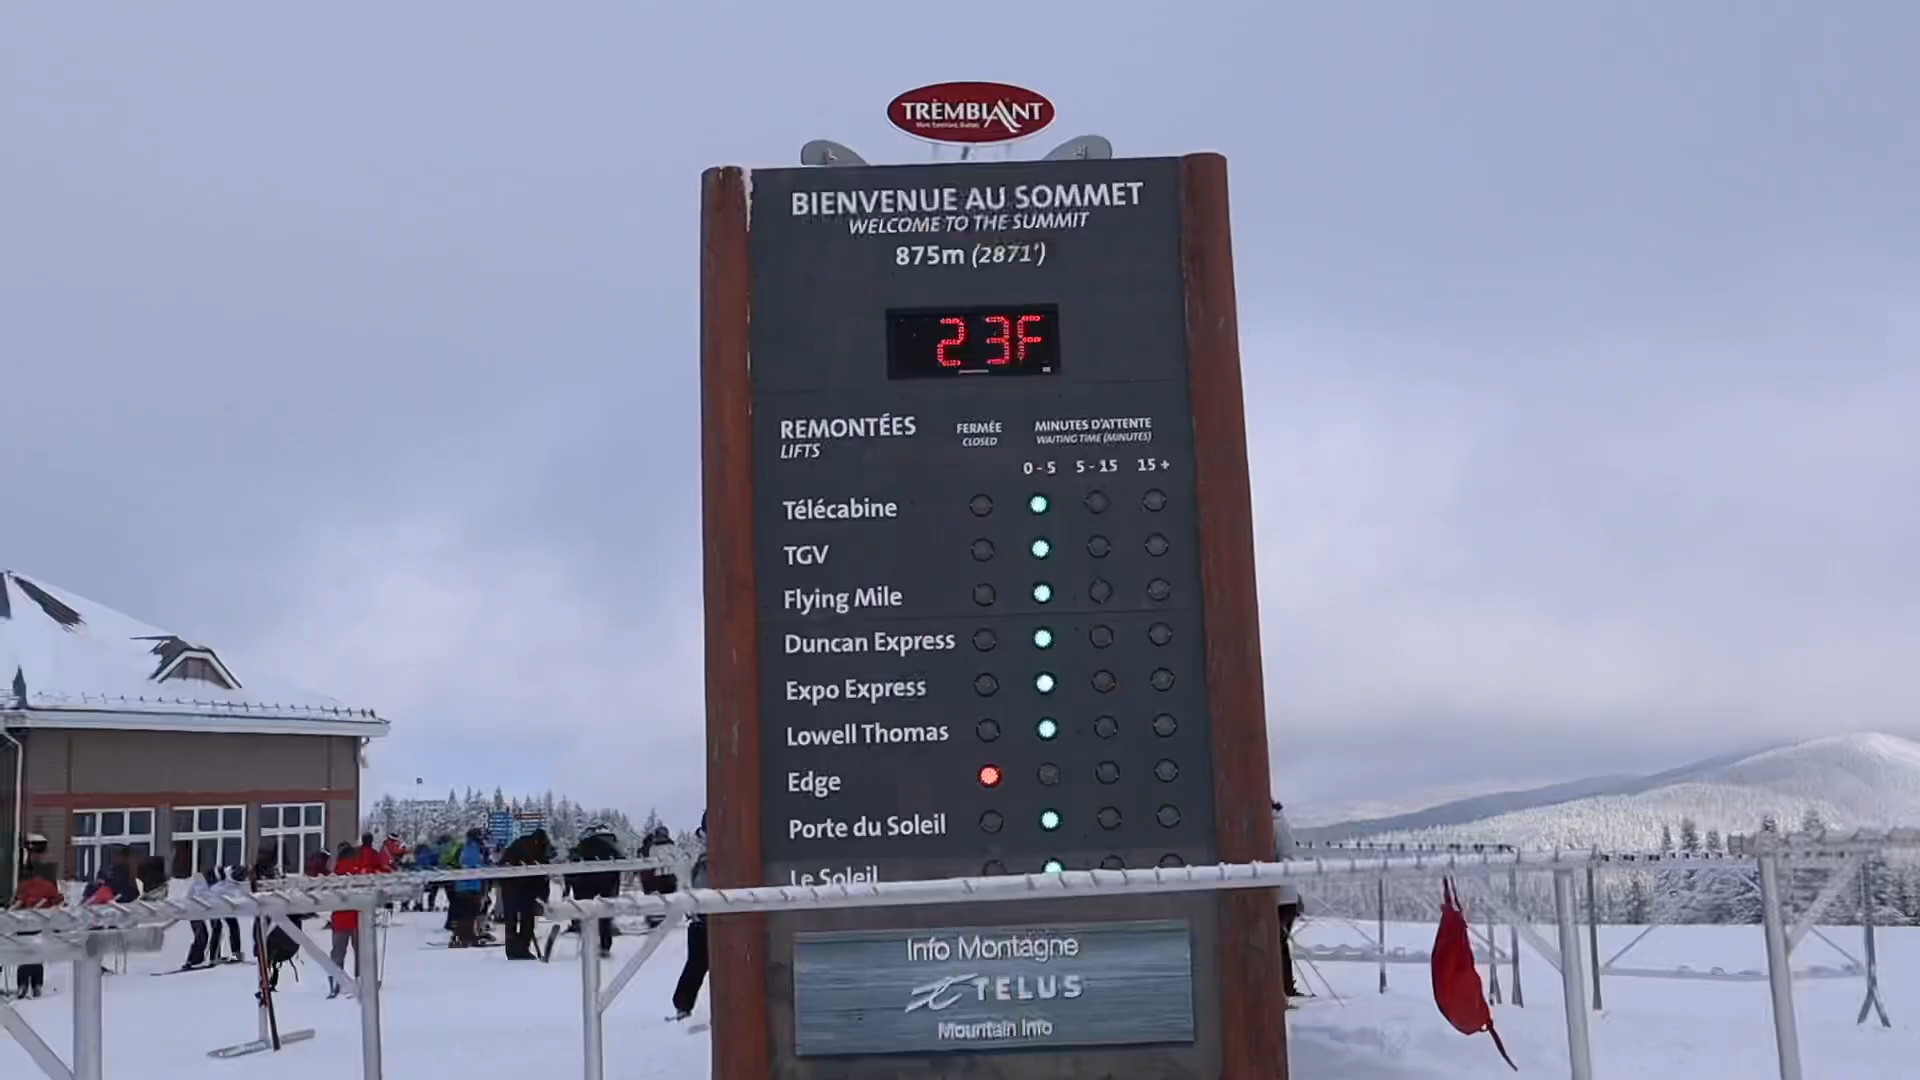 TREMBLANT
BIENVENUE AU SOMMET
WELCOME TO THE SUMMIT
875m (2871')
23F
REMONTÉES
LIFTS
FERMÉE
CLOSED
MINUTES D'ATTENTE
WAITING TIME (MINUTES)
0 - 5 5 - 15 15 +
Télécabine
TGV
Flying Mile
Duncan Express
Expo Express
Lowell Thomas
Edge
Porte du Soleil
Le Soleil
Info Montagne
TELUS
Mountain Info